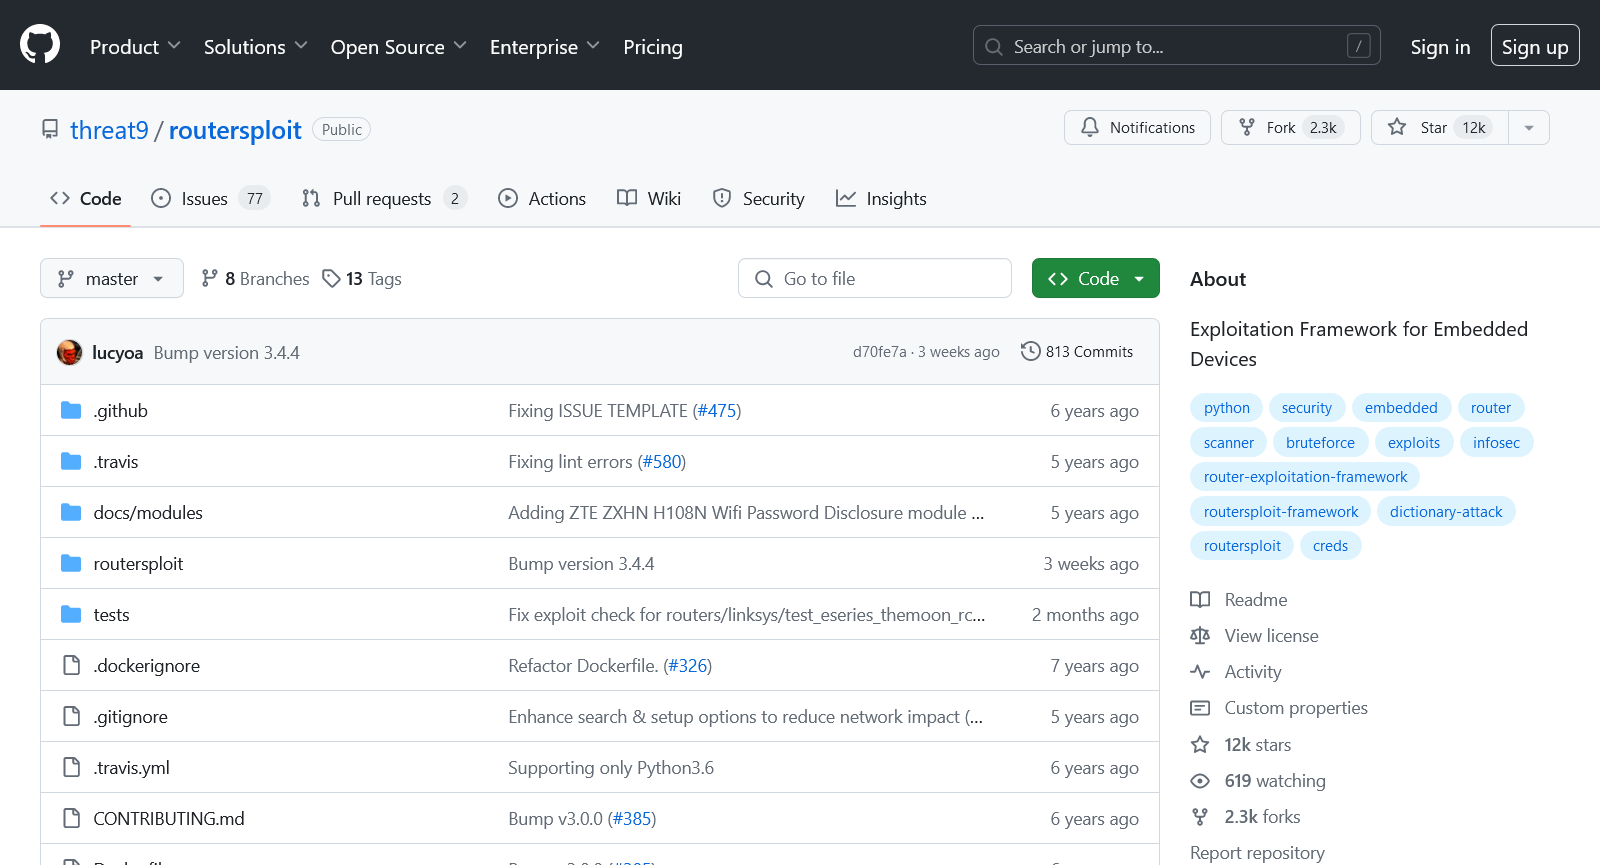 Product Solutions Open Source Enterprise Pricing Search or jump to... / Sign in Sign up
threat9 / routersploit Public Notifications Fork 2.3k Star 12k
Code Issues 77 Pull requests 2 Actions Wiki Security Insights
master 8 Branches 13 Tags Go to file Code
lucyoa Bump version 3.4.4 d70fe7a · 3 weeks ago 813 Commits
.github Fixing ISSUE TEMPLATE (#475) 6 years ago
.travis Fixing lint errors (#580) 5 years ago
docs/modules Adding ZTE ZXHN H108N Wifi Password Disclosure module ... 5 years ago
routersploit Bump version 3.4.4 3 weeks ago
tests Fix exploit check for routers/linksys/test_eseries_themoon_rc... 2 months ago
.dockerignore Refactor Dockerfile. (#326) 7 years ago
.gitignore Enhance search & setup options to reduce network impact (... 5 years ago
.travis.yml Supporting only Python3.6 6 years ago
CONTRIBUTING.md Bump v3.0.0 (#385) 6 years ago
About
Exploitation Framework for Embedded
Devices
python security embedded router
scanner bruteforce exploits infosec
router-exploitation-framework
routersploit-framework dictionary-attack
routersploit creds
Readme
View license
Activity
Custom properties
12k stars
619 watching
2.3k forks
Report repository